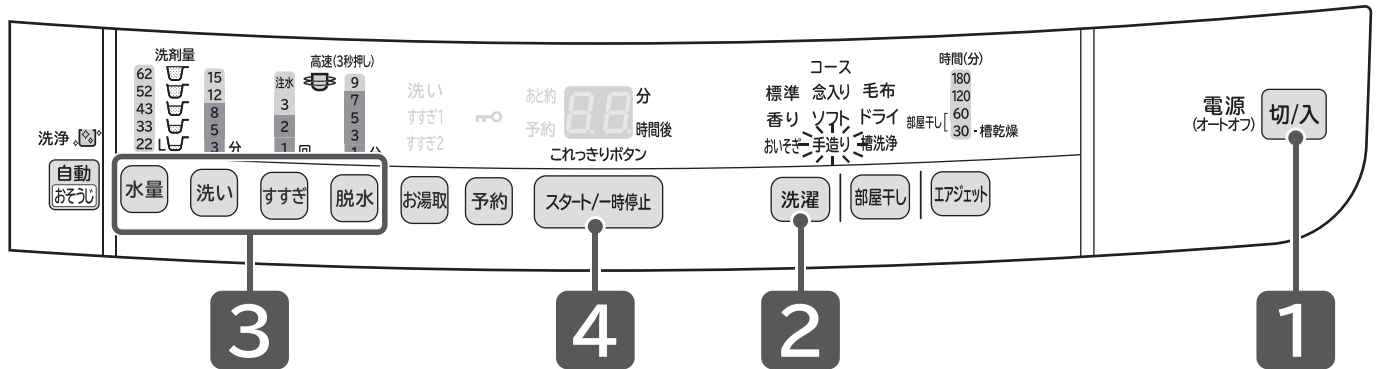 洗浄
自動
おそうじ
洗剤量
62
52
43
33
22 L
15
12
8
5
3 分
注水
3
2
1 回
高速(3秒押し)
9
7
5
3
1 分
洗い
すすぎ1
すすぎ2
あと約 88 分
予約 時間後
これっきりボタン
コース
標準 念入り 毛布
香り ソフト ドライ
おいそぎ 手造り 槽洗浄
時間(分)
180
120
部屋干し[ 60
30 - 槽乾燥
電源
(オートオフ)
切/入
水量
洗い
すすぎ
脱水
お湯取
予約
スタート/一時停止
洗濯
部屋干し
エアジェット
3
4
2
1